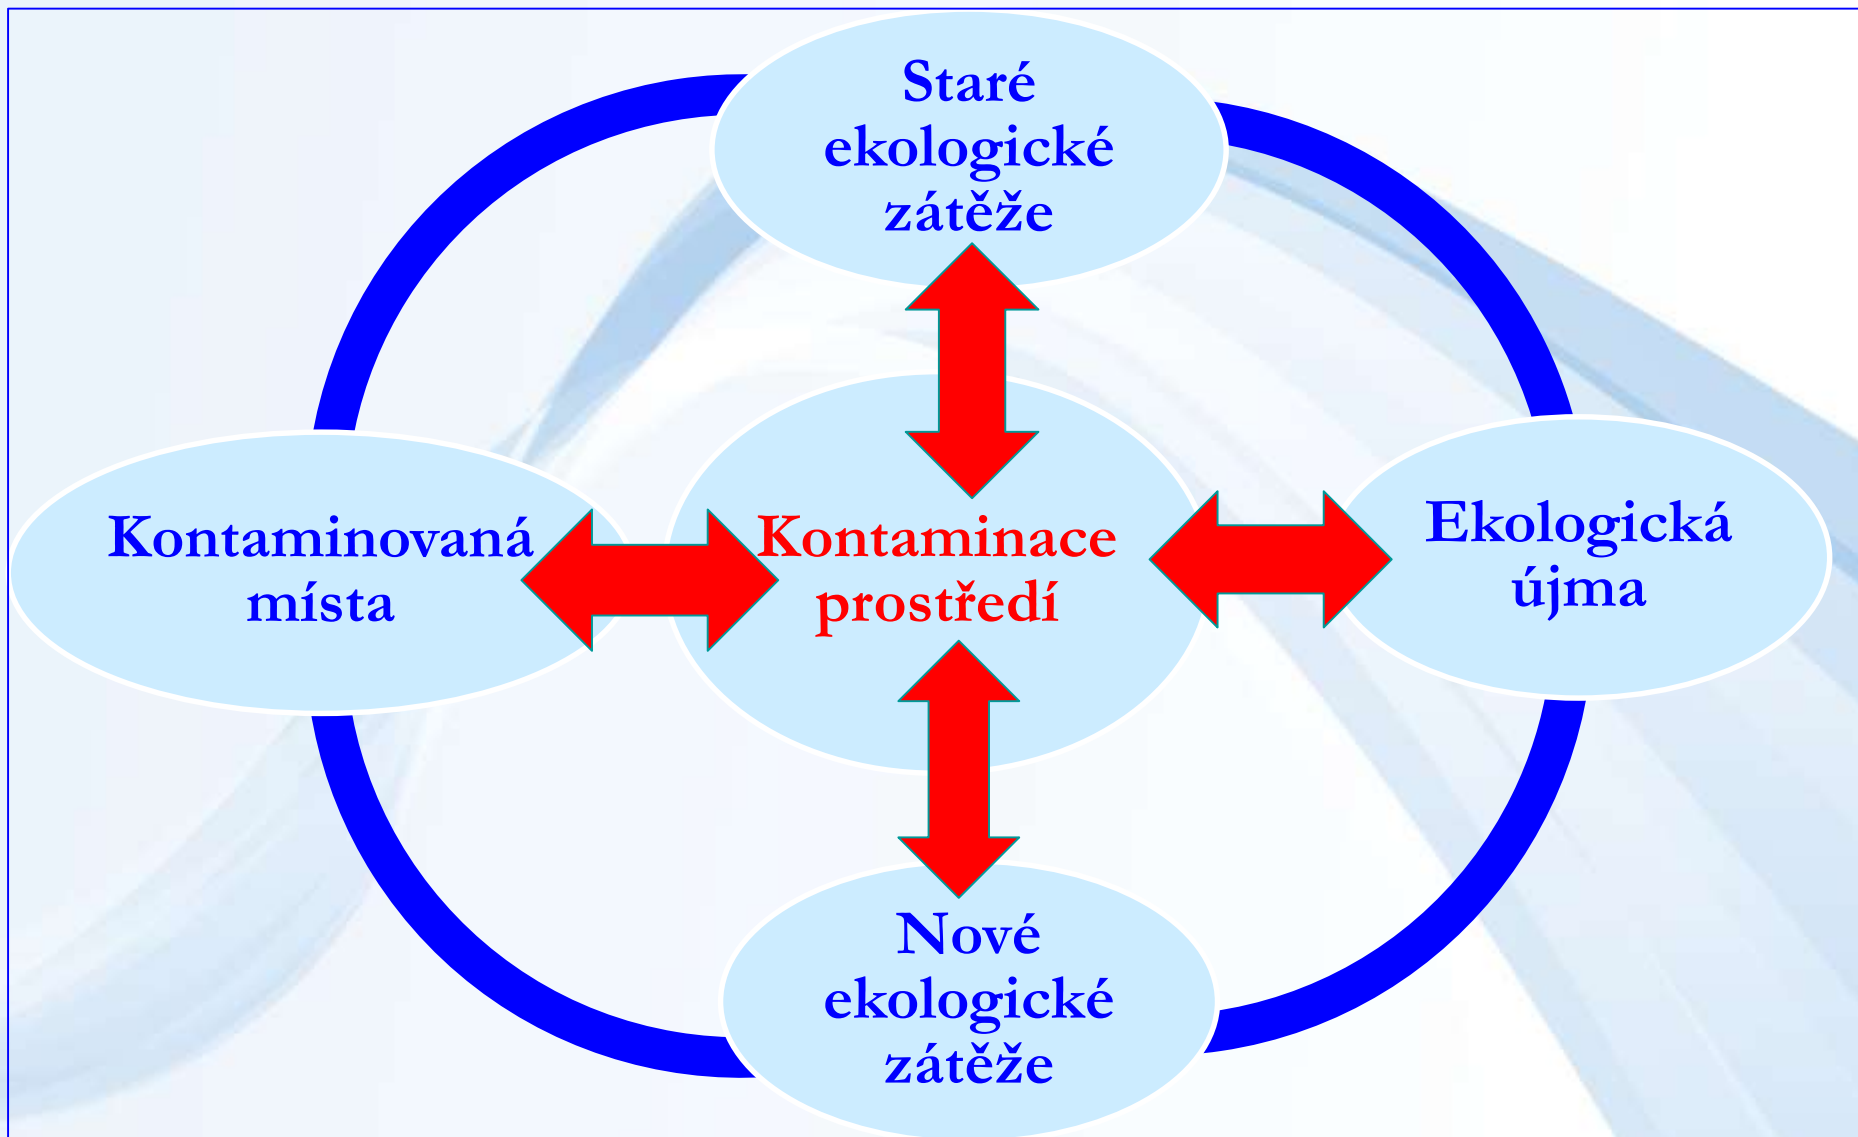 Staré
ekologické
zátěže
Kontaminovaná
místa
Kontaminace
prostředí
Ekologická
újma
Nové
ekologické
zátěže